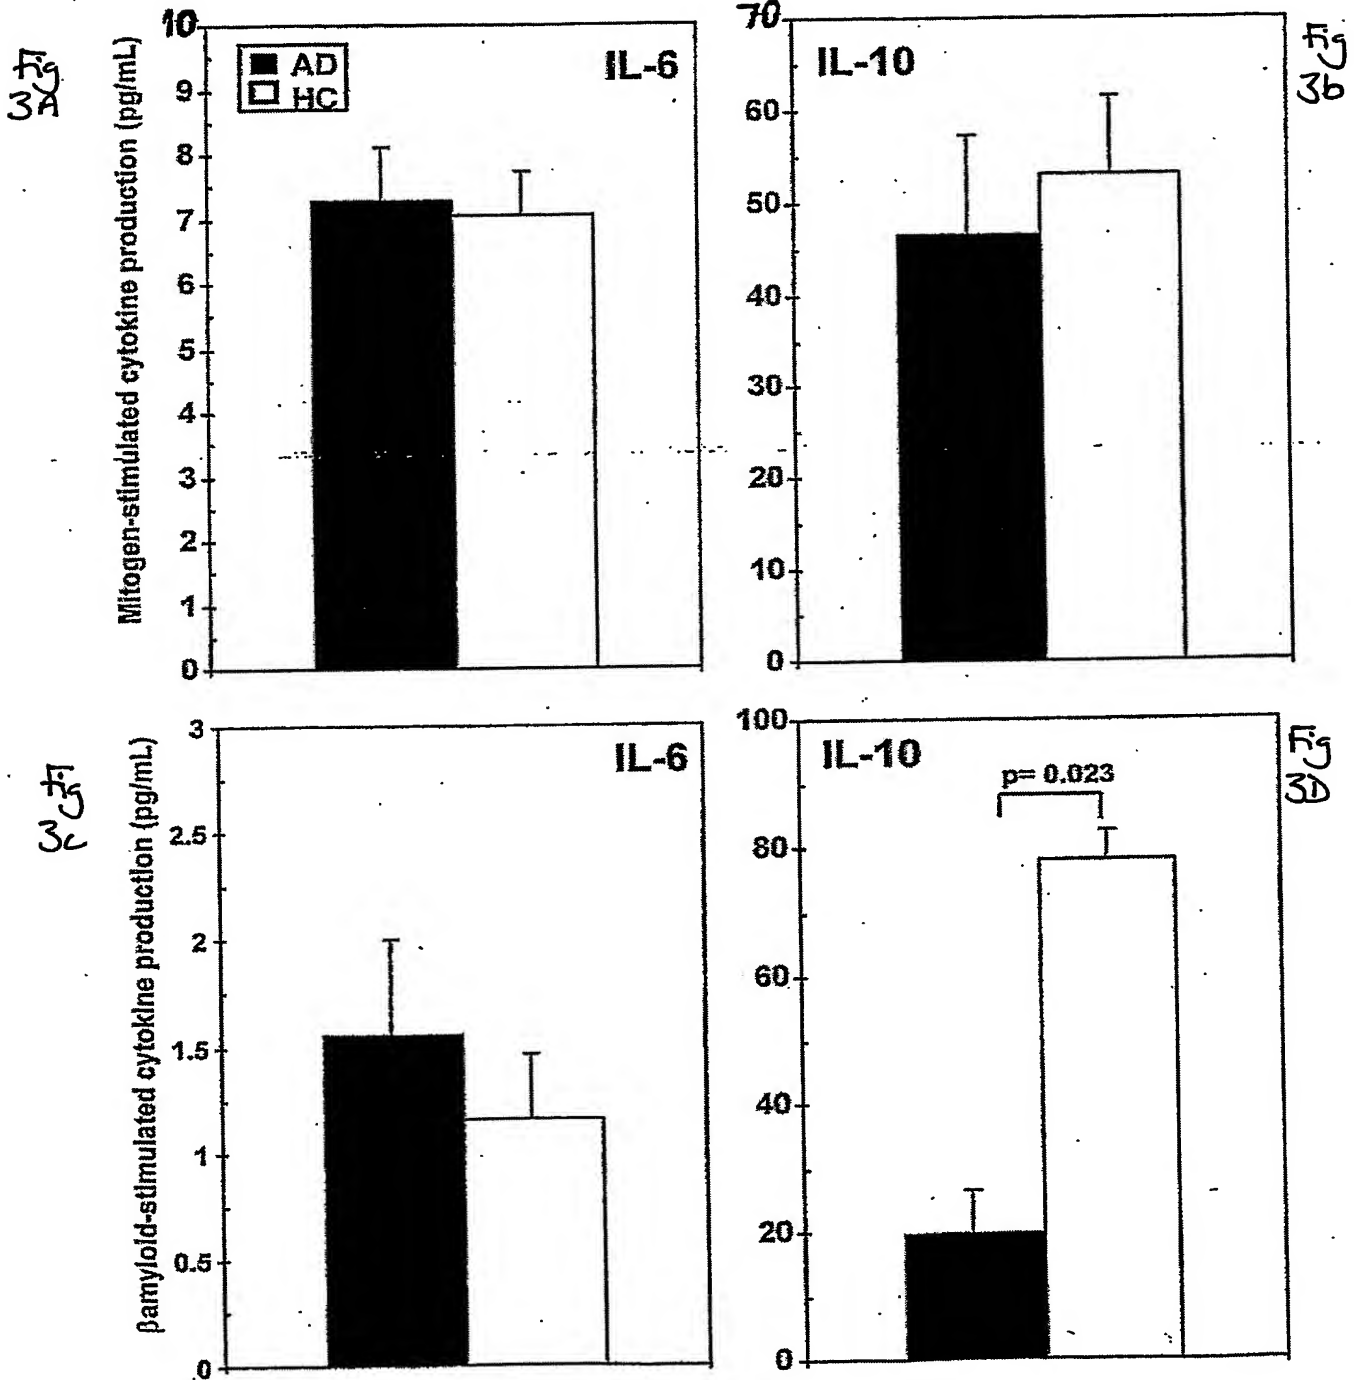 Fig
3A
Mitogen-stimulated cytokine production (pg/mL)
10
9
8
7
6
5
4
3
2
1
0
AD
HC
IL-6
70
60
50
40
30
20
10
0
IL-10
Fig
3b
Fig
3c
βamyloid-stimulated cytokine production (pg/mL)
3
2.5
2
1.5
1
0.5
0
IL-6
100
80
60
40
20
0
IL-10
p= 0.023
Fig
3D